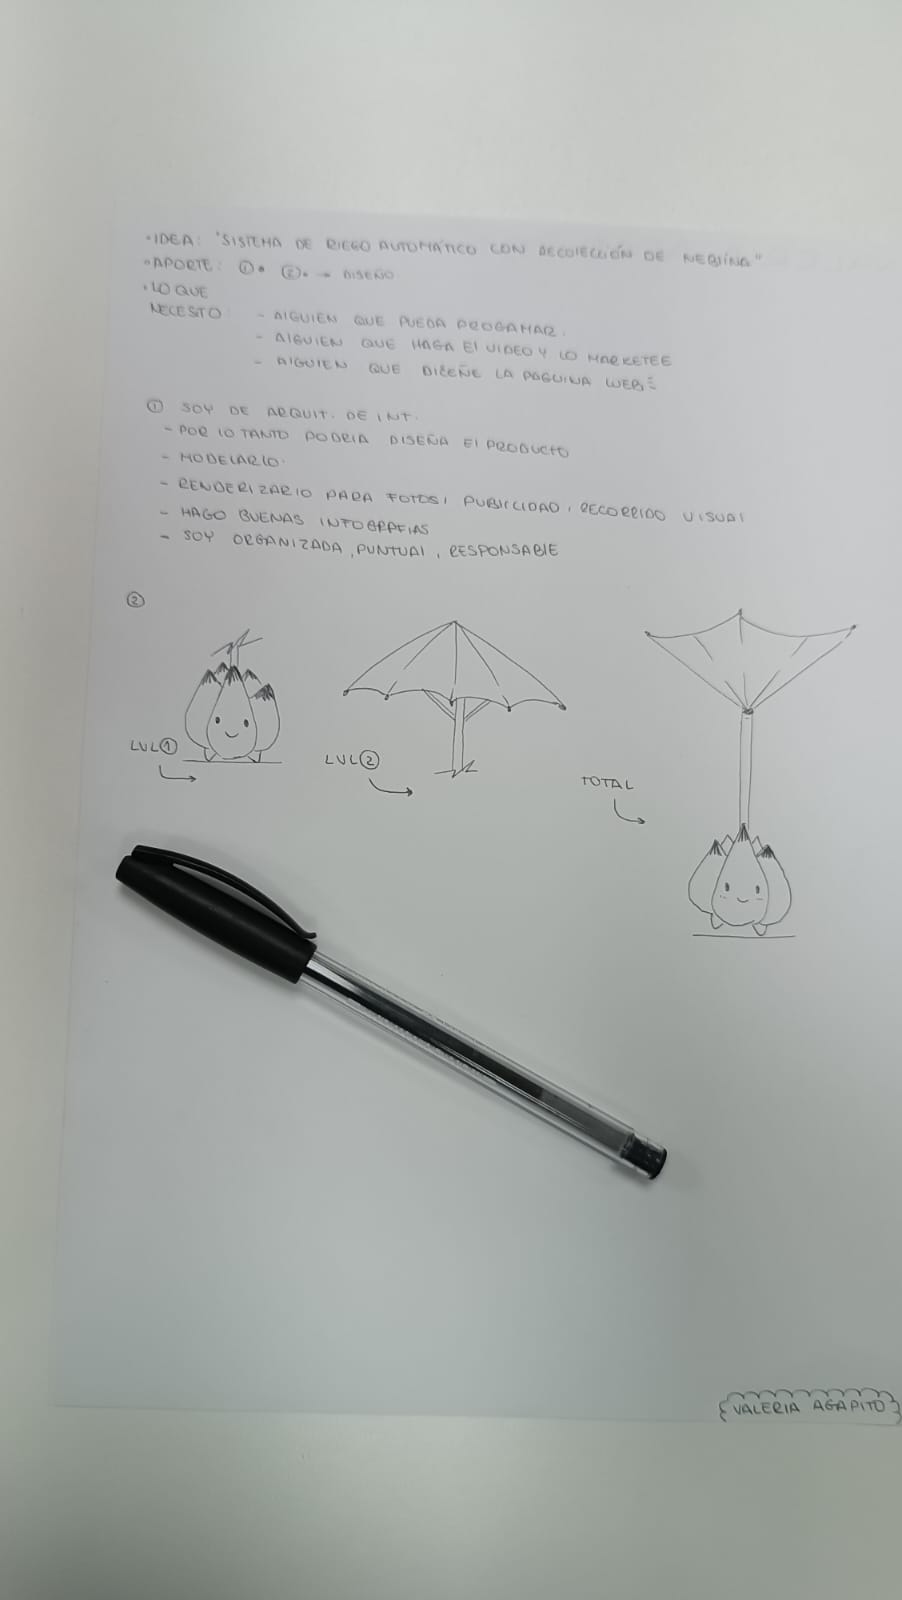 • IDEA: "SISTEMA DE RIEGO AUTOMÁTICO CON RECOLECCIÓN DE NEBLINA"
• APORTE: ①• ②• → DISEÑO.
• LO QUE
NECESITO: - ALGUIEN QUE PUEDA PROGAMAR.
- ALGUIEN QUE HAGA El VIDEO Y LO MARKETEE
- ALGUIEN QUE DISEÑE LA PÁGUINA WEB
① SOY DE ARQUIT. DE INT.
- POR LO TANTO PODRIA DISEÑA El PRODUCTO
- MODELARLO.
- RENDERIZARLO PARA FOTOS, PUBLICIDAD, RECORRIDO VISUAl
- HAGO BUENAS INFOGRAFIAS
- SOY ORGANIZADA, PUNTUAl, RESPONSABLE
②
LVL①
LVL②
TOTAL
VALERIA AGAPITO